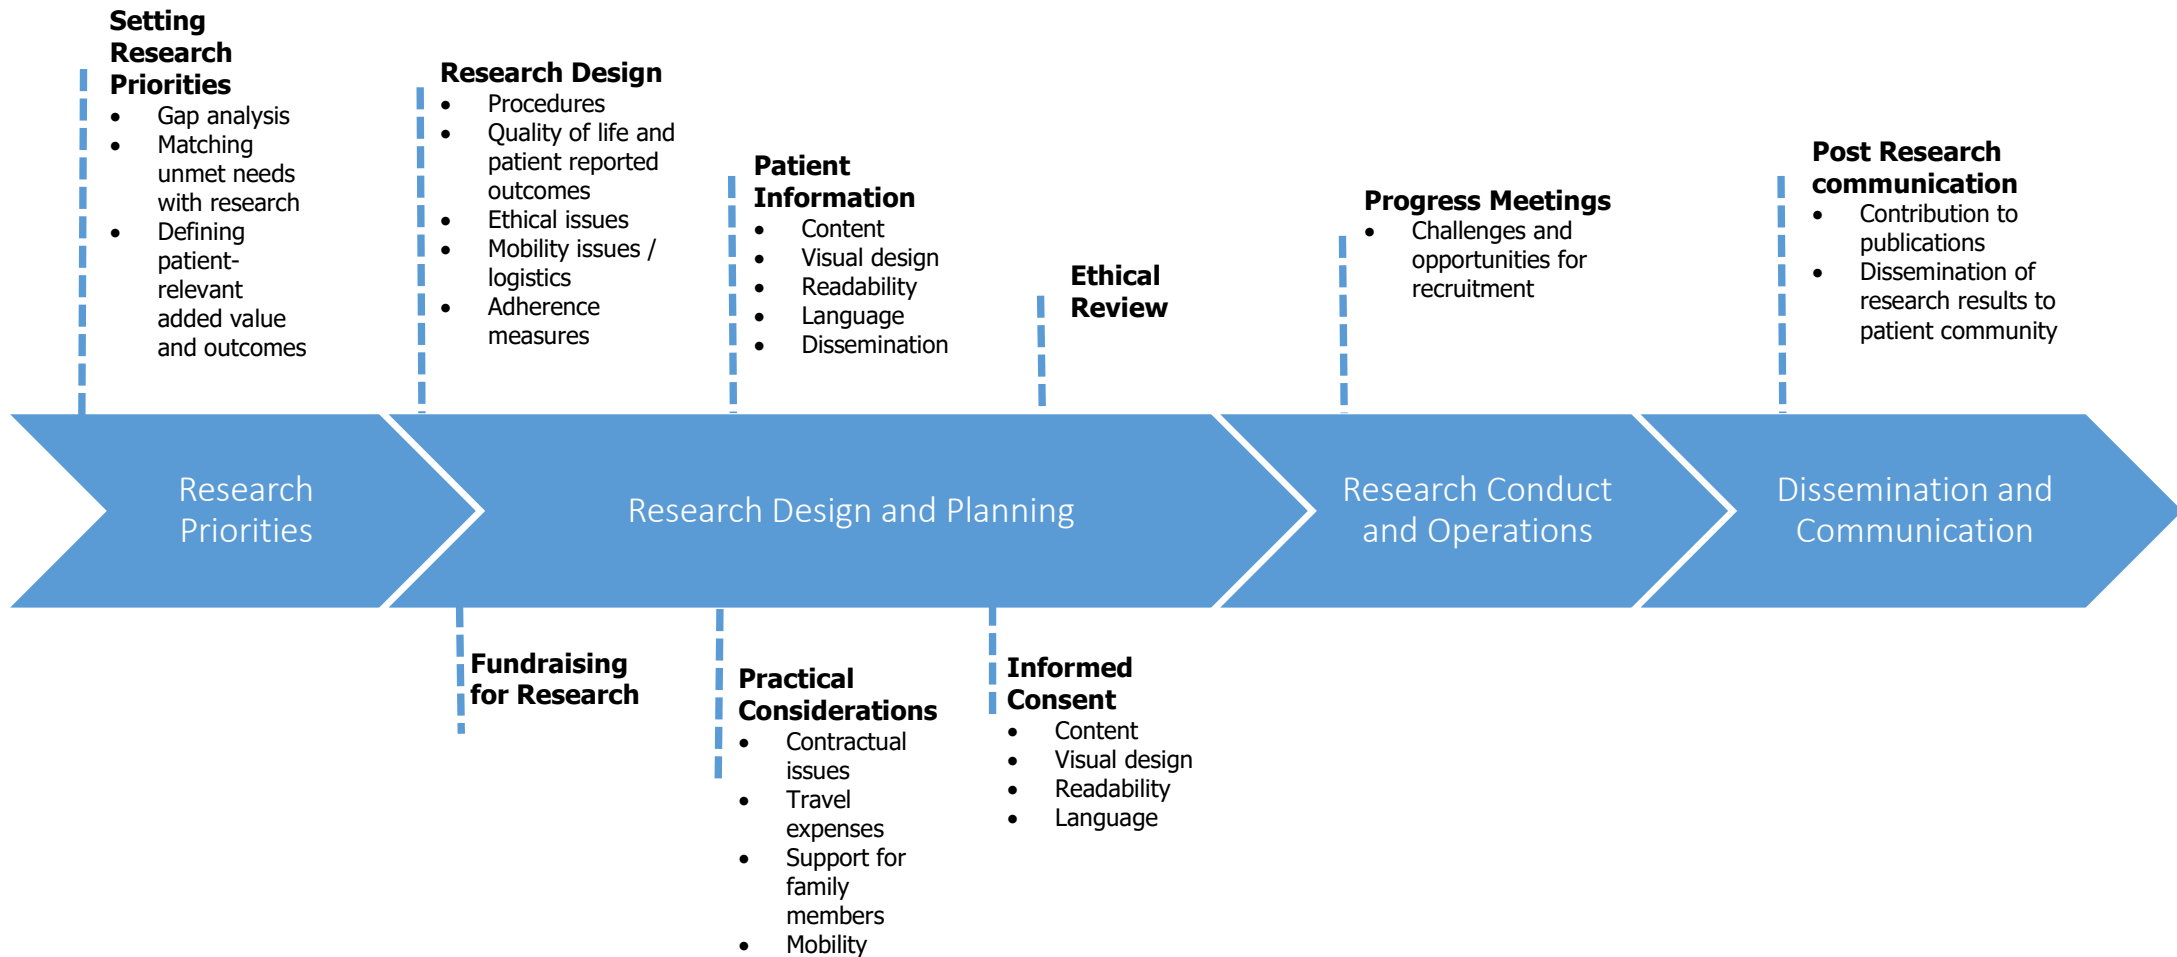 Setting
Research
Priorities
• Gap analysis
• Matching
unmet needs
with research
• Defining
patient-
relevant
added value
and outcomes
Research Design
• Procedures
• Quality of life and
patient reported
outcomes
• Ethical issues
• Mobility issues /
logistics
• Adherence
measures
Patient
Information
• Content
• Visual design
• Readability
• Language
• Dissemination
Ethical
Review
Progress Meetings
• Challenges and
opportunities for
recruitment
Post Research
communication
• Contribution to
publications
• Dissemination of
research results to
patient community
Research
Priorities
Research Design and Planning
Research Conduct
and Operations
Dissemination and
Communication
Fundraising
for Research
Practical
Considerations
• Contractual
issues
• Travel
expenses
• Support for
family
members
• Mobility
Informed
Consent
• Content
• Visual design
• Readability
• Language